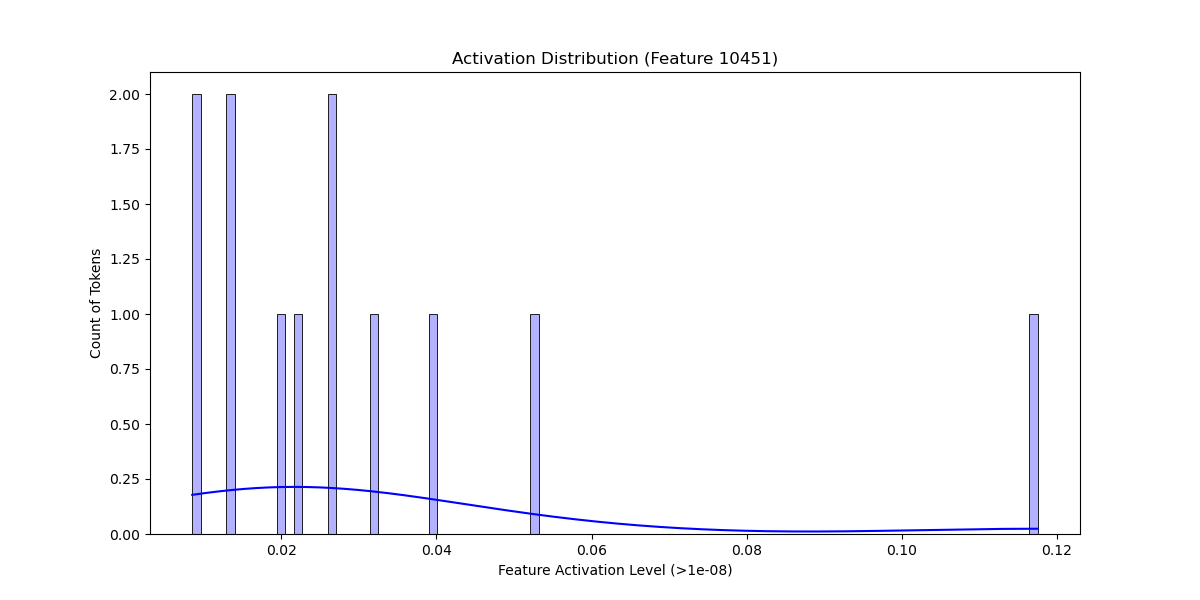 Activation Distribution (Feature 10451)
2.00
1.75
1.50
1.25
1.00
0.75
0.50
0.25
0.00
Count of Tokens
0.02 0.04 0.06 0.08 0.10 0.12
Feature Activation Level (>1e-08)